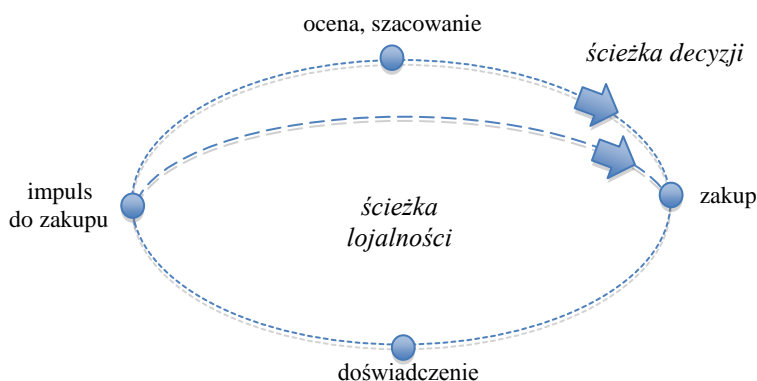 ocena, szacowanie
ścieżka decyzji
impuls
do zakupu
zakup
ścieżka
lojalności
doświadczenie